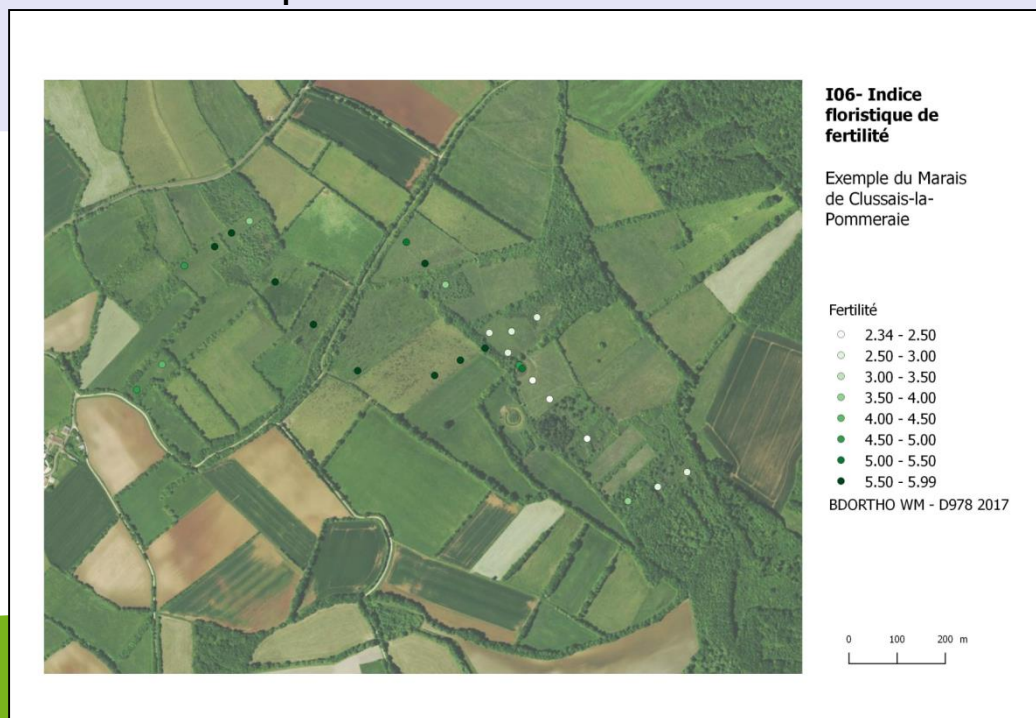 I06- Indice
floristique de
fertilité
Exemple du Marais
de Clussais-la-
Pommeraie
Fertilité
2.34 - 2.50
2.50 - 3.00
3.00 - 3.50
3.50 - 4.00
4.00 - 4.50
4.50 - 5.00
5.00 - 5.50
5.50 - 5.99
BDORTHO WM - D978 2017
0 100 200 m